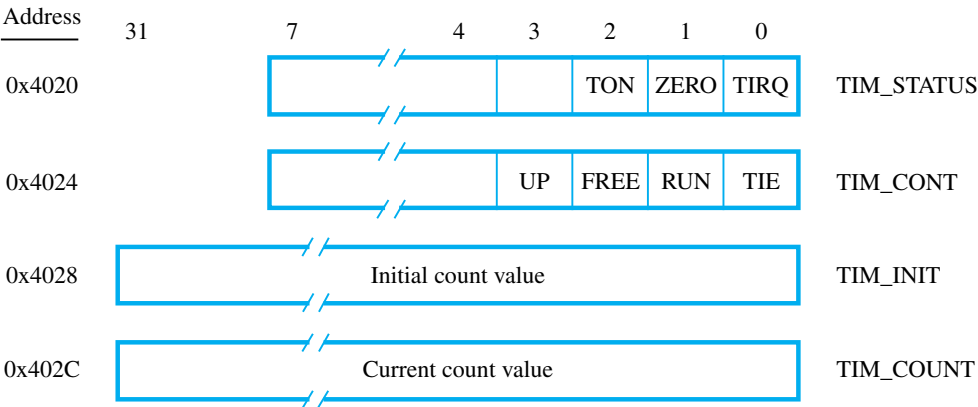 Address
31 7 4 3 2 1 0
0x4020 TON ZERO TIRQ TIM_STATUS
0x4024 UP FREE RUN TIE TIM_CONT
0x4028 Initial count value TIM_INIT
0x402C Current count value TIM_COUNT